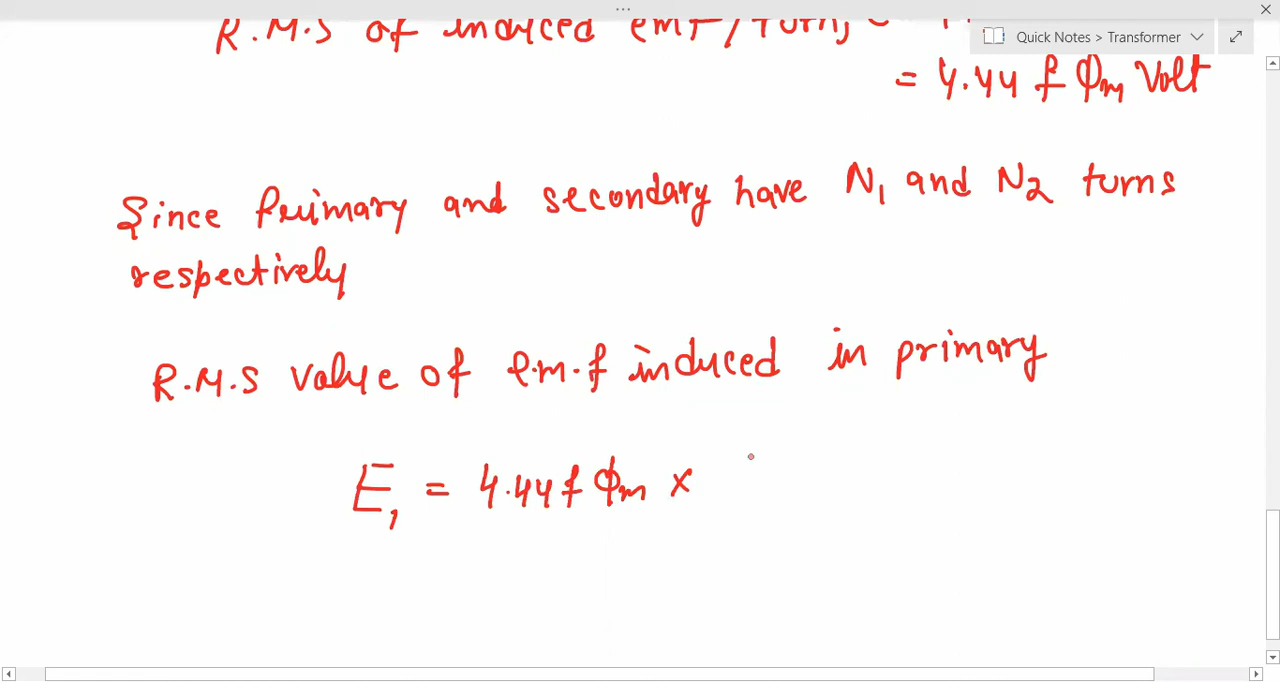 Quick Notes > Transformer
R.M.S of induced emf/turn,
= 4.44 f Φm Volt
Since Primary and secondary have N1 and N2 turns
respectively
R.M.S value of e.m.f induced in primary
E1 = 4.44 f Φm x